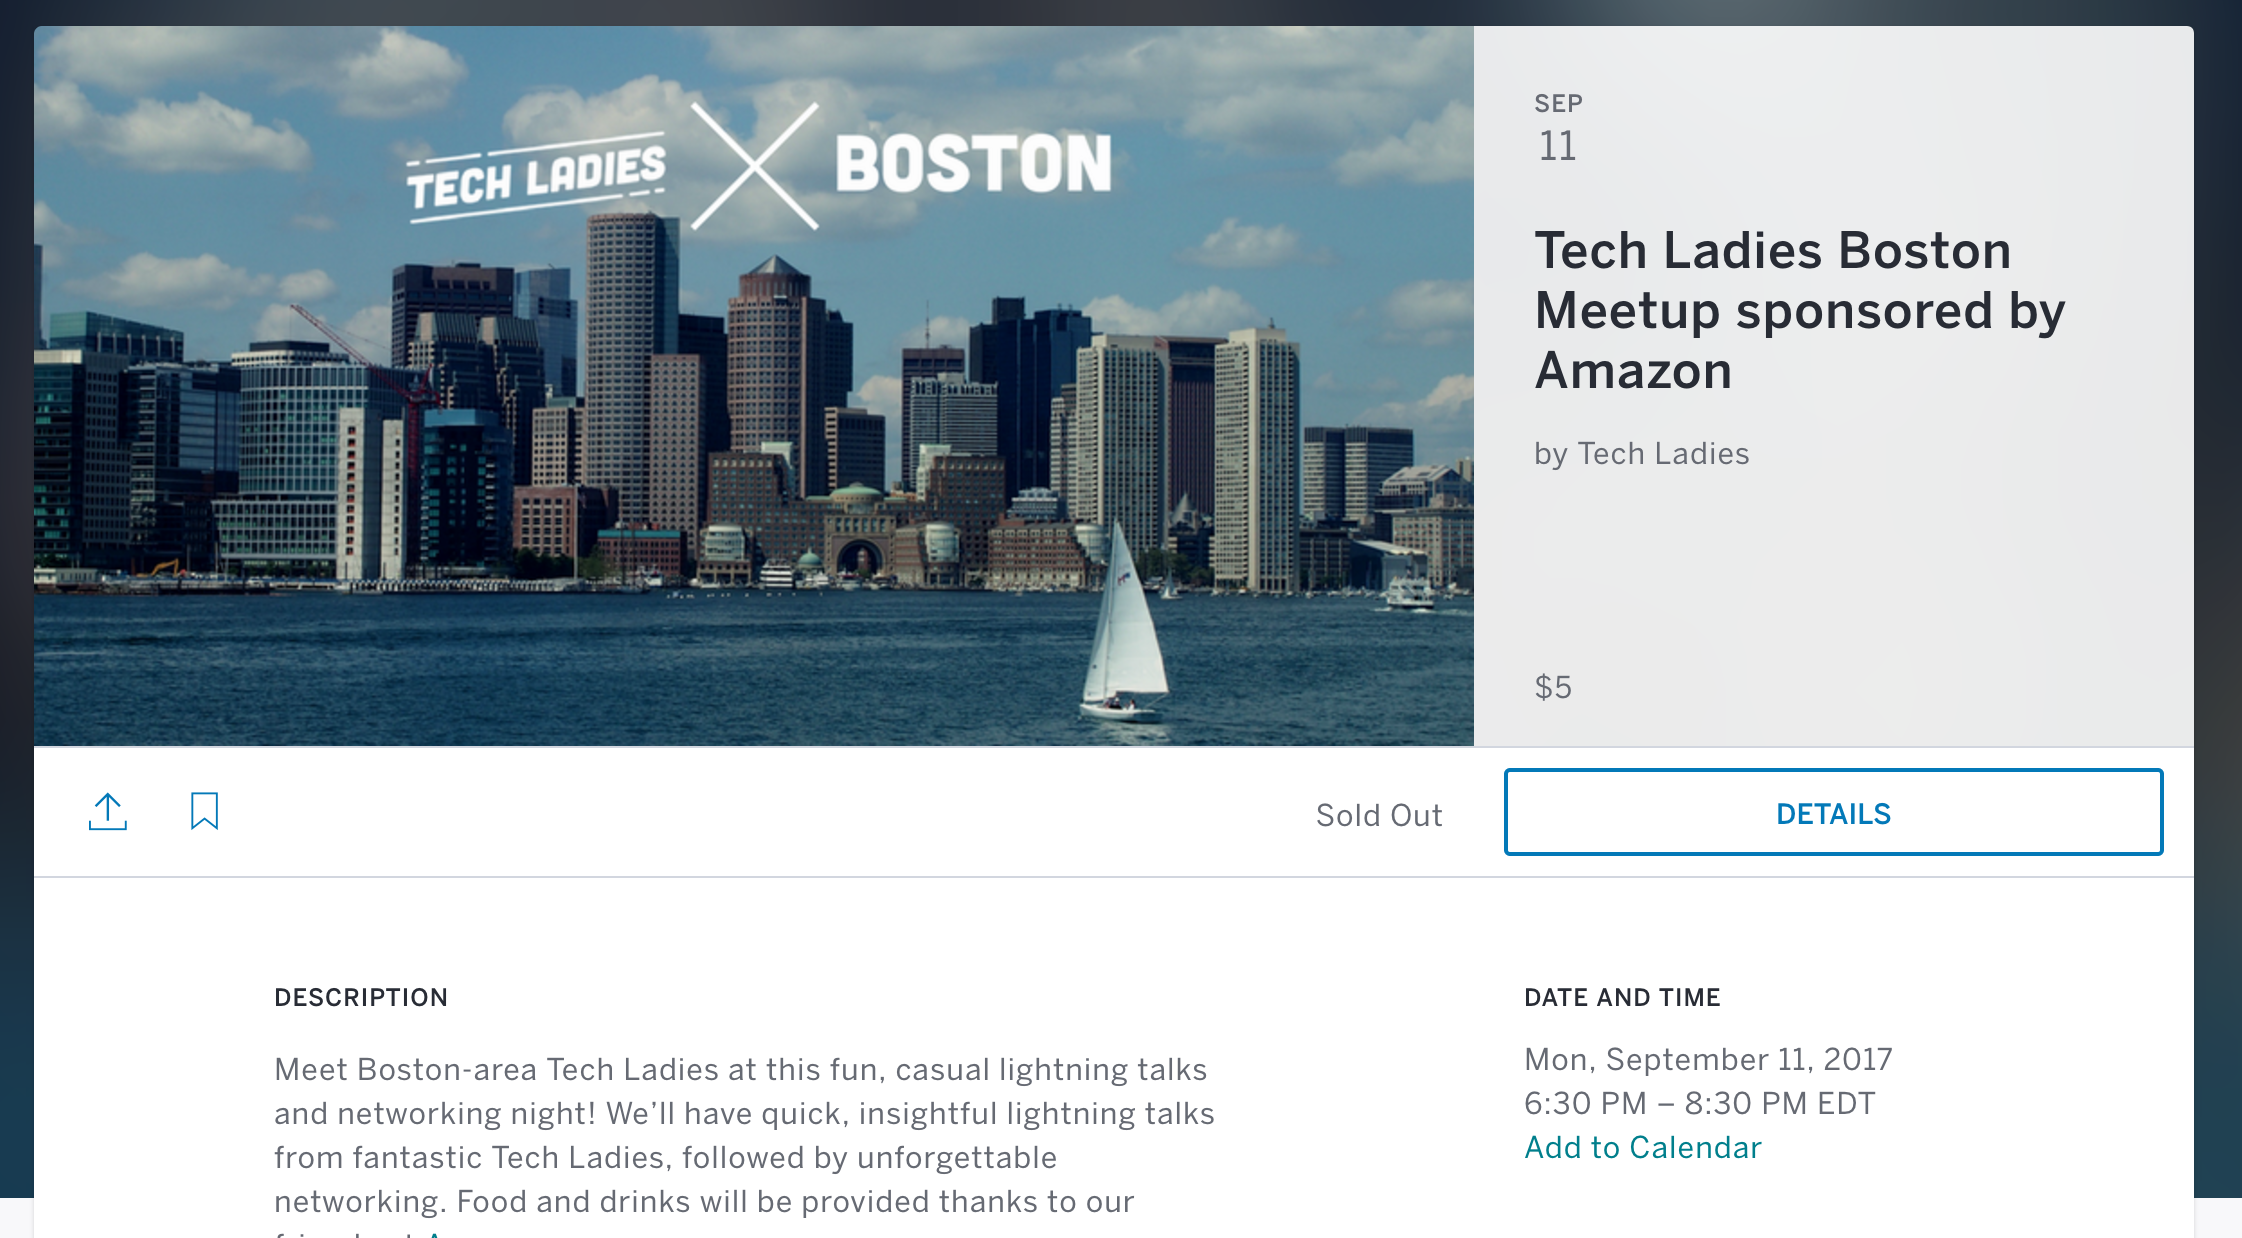 TECH LADIES BOSTON
SEP
11
Tech Ladies Boston
Meetup sponsored by
Amazon
by Tech Ladies
$5
Sold Out
DETAILS
DESCRIPTION
Meet Boston-area Tech Ladies at this fun, casual lightning talks
and networking night! We’ll have quick, insightful lightning talks
from fantastic Tech Ladies, followed by unforgettable
networking. Food and drinks will be provided thanks to our
DATE AND TIME
Mon, September 11, 2017
6:30 PM – 8:30 PM EDT
Add to Calendar